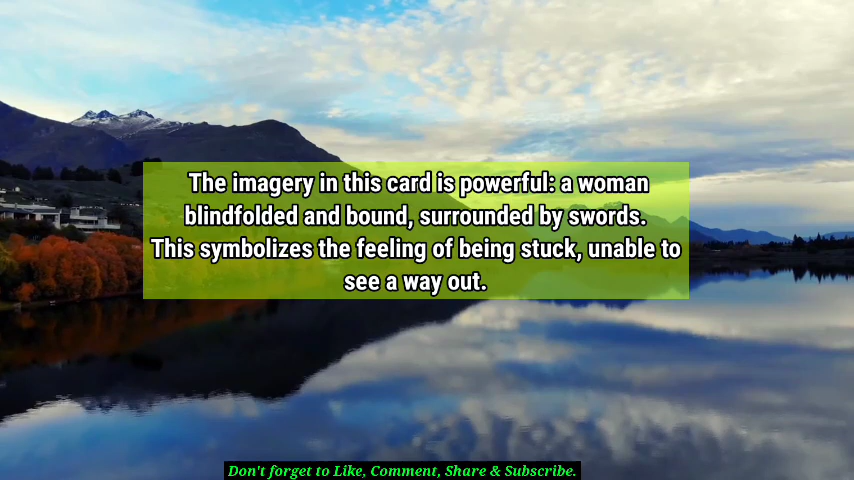 The imagery in this card is powerful: a woman
blindfolded and bound, surrounded by swords.
This symbolizes the feeling of being stuck, unable to
see a way out.
Don't forget to Like, Comment, Share & Subscribe.